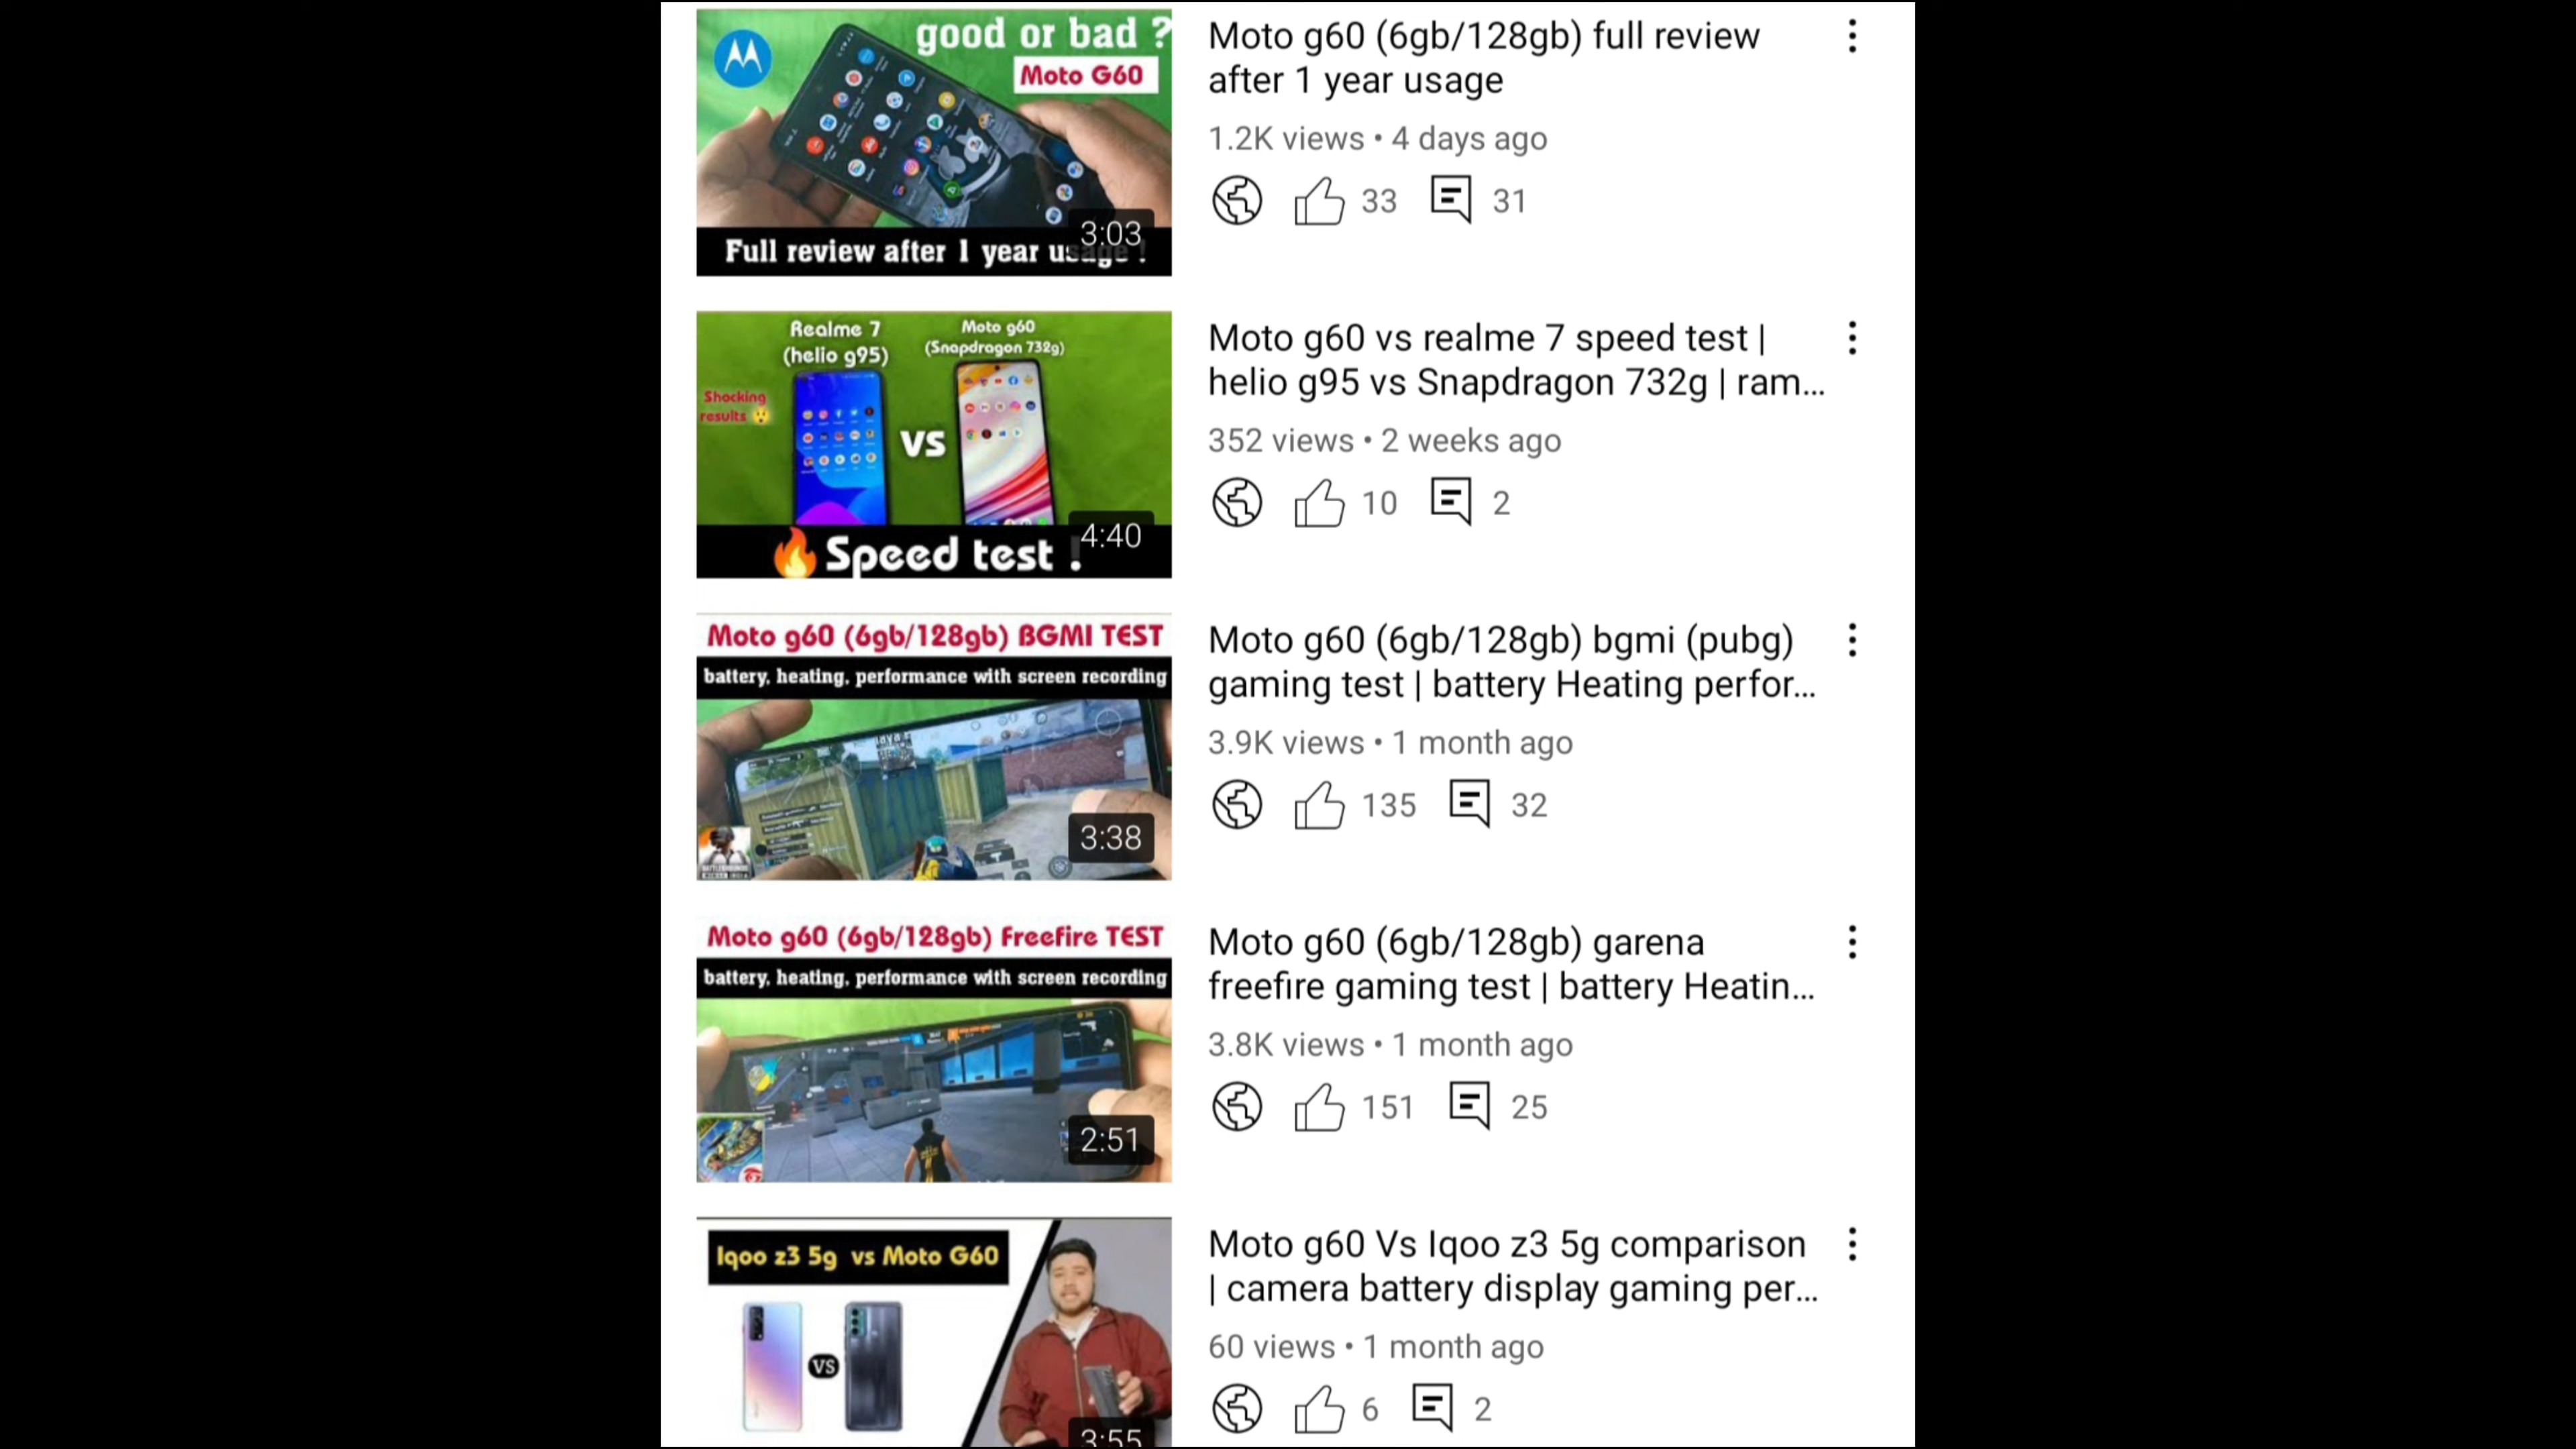 good or bad ?
Moto G60
Full review after 1 year usage !
3:03
Moto g60 (6gb/128gb) full review
after 1 year usage
1.2K views • 4 days ago
33
31
Realme 7
(helio g95)
Moto g60
(Snapdragon 732g)
Shocking
results 😲
VS
🔥 Speed test !
4:40
Moto g60 vs realme 7 speed test |
helio g95 vs Snapdragon 732g | ram...
352 views • 2 weeks ago
10
2
Moto g60 (6gb/128gb) BGMI TEST
battery, heating, performance with screen recording
3:38
Moto g60 (6gb/128gb) bgmi (pubg)
gaming test | battery Heating perfor...
3.9K views • 1 month ago
135
32
Moto g60 (6gb/128gb) Freefire TEST
battery, heating, performance with screen recording
2:51
Moto g60 (6gb/128gb) garena
freefire gaming test | battery Heatin...
3.8K views • 1 month ago
151
25
Iqoo z3 5g vs Moto G60
VS
3:55
Moto g60 Vs Iqoo z3 5g comparison
| camera battery display gaming per...
60 views • 1 month ago
6
2